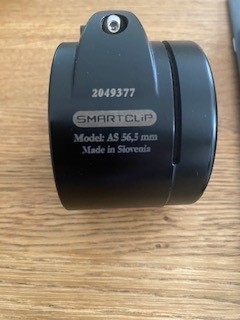 2049377
SMARTCLIP
Model: AS 56,5 mm
Made in Slovenia